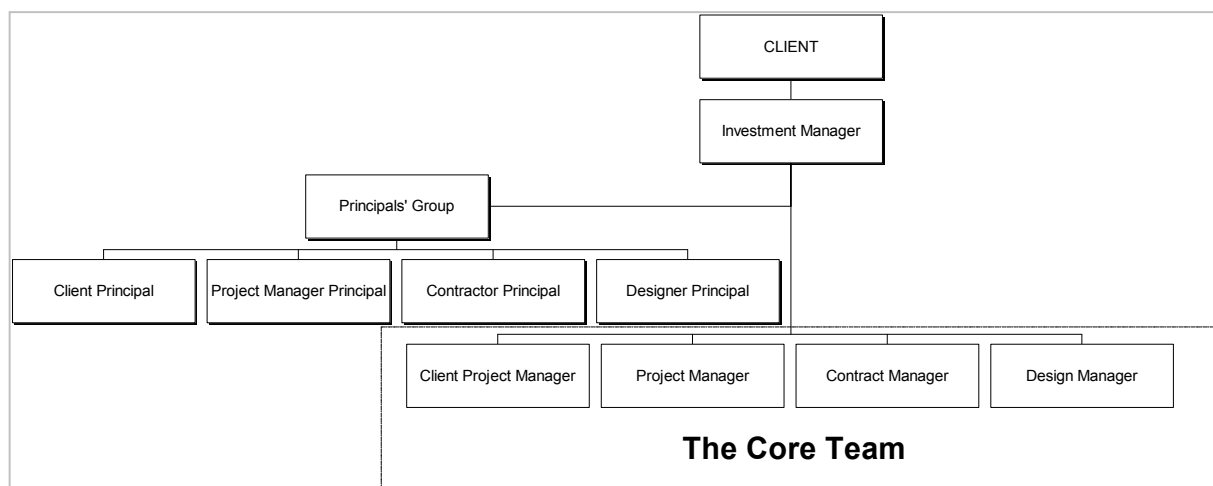 CLIENT
Investment Manager
Principals' Group
Client Principal
Project Manager Principal
Contractor Principal
Designer Principal
Client Project Manager
Project Manager
Contract Manager
Design Manager
The Core Team